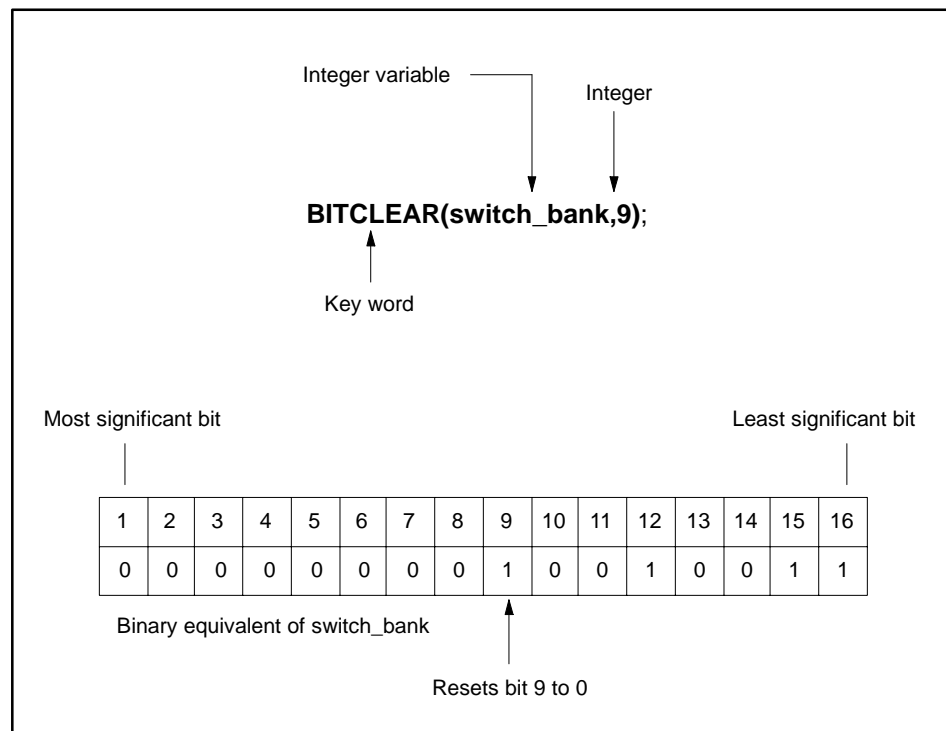 Integer variable
Integer
BITCLEAR(switch_bank,9);
Key word
Most significant bit Least significant bit
1 2 3 4 5 6 7 8 9 10 11 12 13 14 15 16
0 0 0 0 0 0 0 0 1 0 0 1 0 0 1 1
Binary equivalent of switch_bank
Resets bit 9 to 0